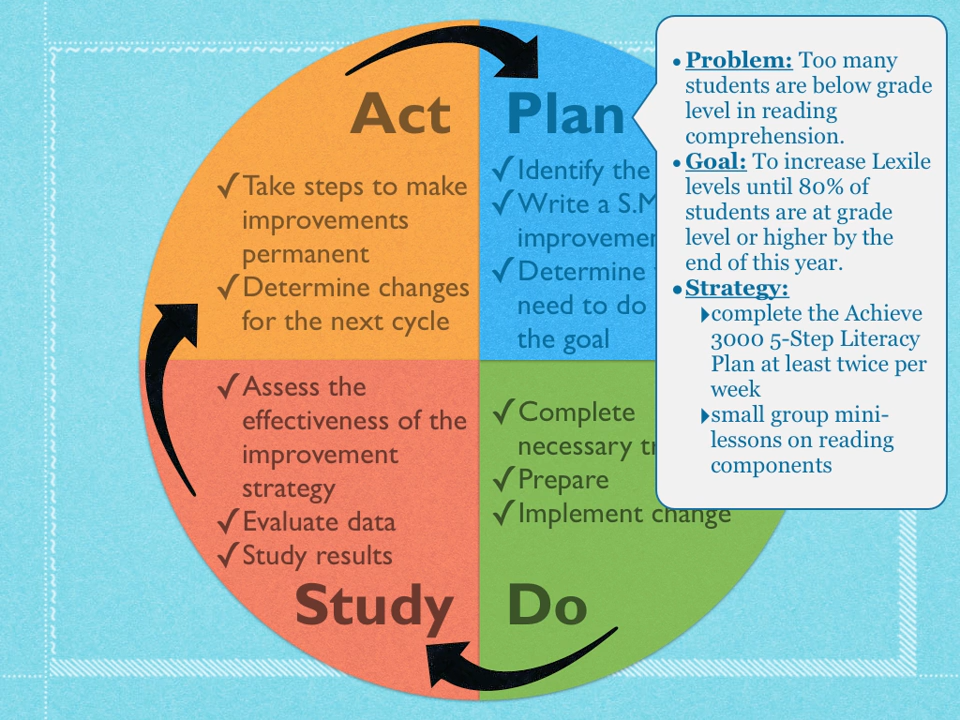 Act
✓Take steps to make
improvements
permanent
✓Determine changes
for the next cycle
Plan
✓Identify the
✓Write a
✓Determine
need to do
the goal
• Problem: Too many
students are below grade
level in reading
comprehension.
• Goal: To increase Lexile
levels until 80% of
students are at grade
level or higher by the
end of this year.
• Strategy:
‣complete the Achieve
3000 5-Step Literacy
Plan at least twice per
week
‣small group mini-
lessons on reading
components
✓Assess the
effectiveness of the
improvement
strategy
✓Evaluate data
✓Study results
Study
✓Complete
necessary
✓Prepare
✓Implement change
Do